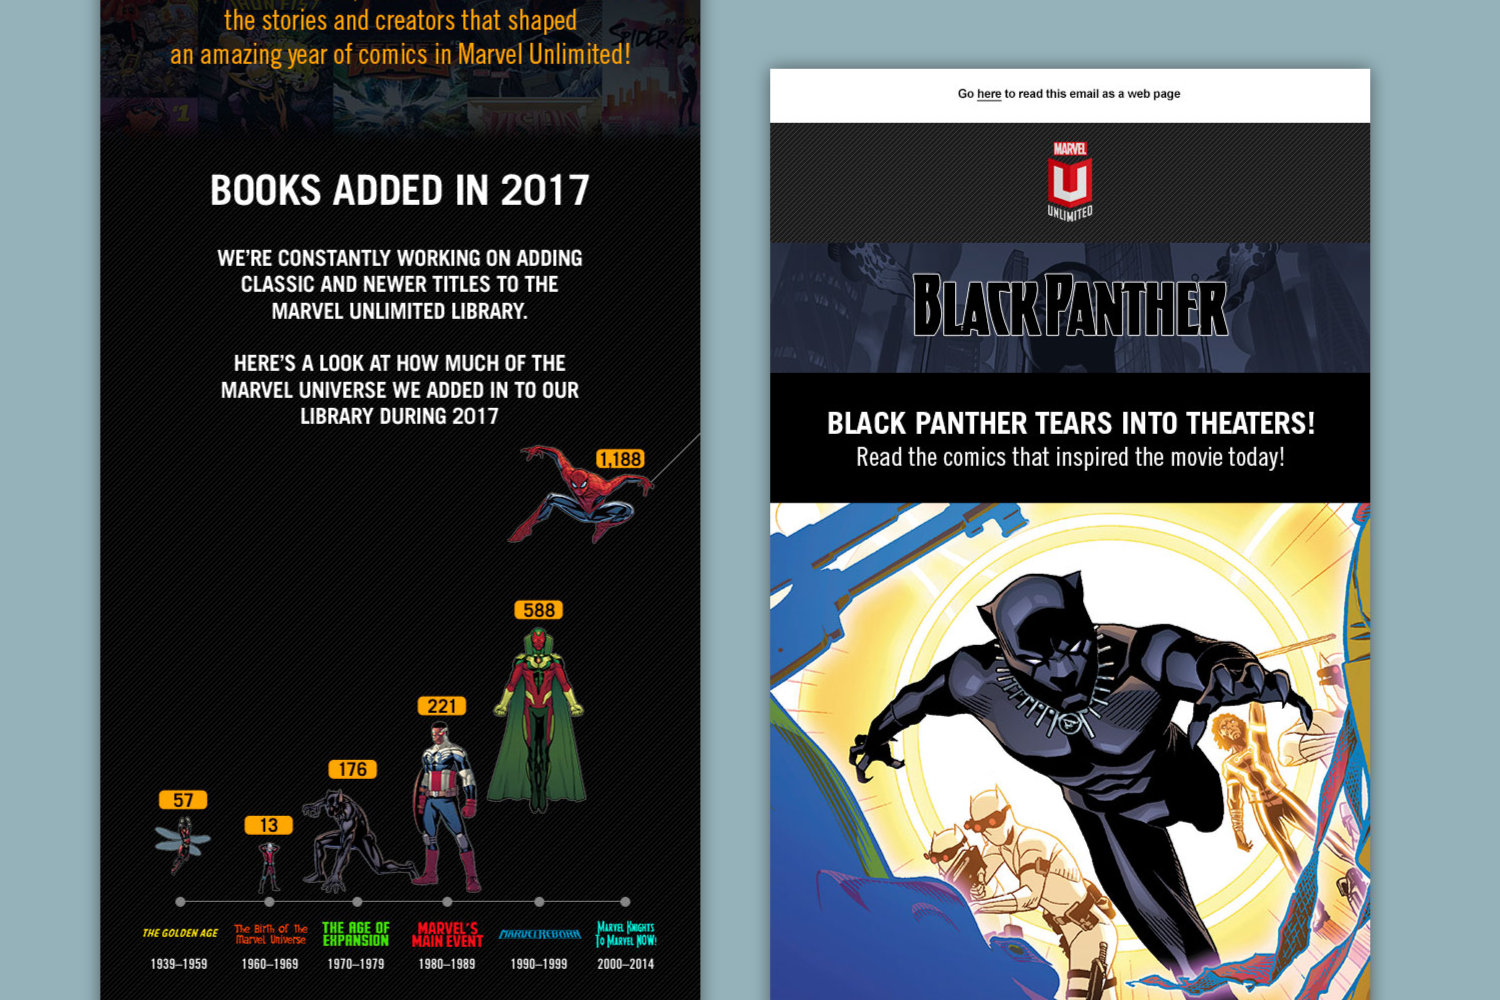 the stories and creators that shaped
an amazing year of comics in Marvel Unlimited!
#1
BOOKS ADDED IN 2017
WE'RE CONSTANTLY WORKING ON ADDING
CLASSIC AND NEWER TITLES TO THE
MARVEL UNLIMITED LIBRARY.
HERE'S A LOOK AT HOW MUCH OF THE
MARVEL UNIVERSE WE ADDED IN TO OUR
LIBRARY DURING 2017
1,188
588
221
176
57
13
THE GOLDEN AGE
The Birth of the
Marvel Universe
THE AGE OF
EXPANSION
MARVEL'S
MAIN EVENT
MARVEL REBORN
MARVEL KNIGHTS
TO MARVEL NOW!
1939–1959
1960–1969
1970–1979
1980–1989
1990–1999
2000–2014
Go here to read this email as a web page
MARVEL
U
UNLIMITED
BLACK PANTHER
BLACK PANTHER TEARS INTO THEATERS!
Read the comics that inspired the movie today!